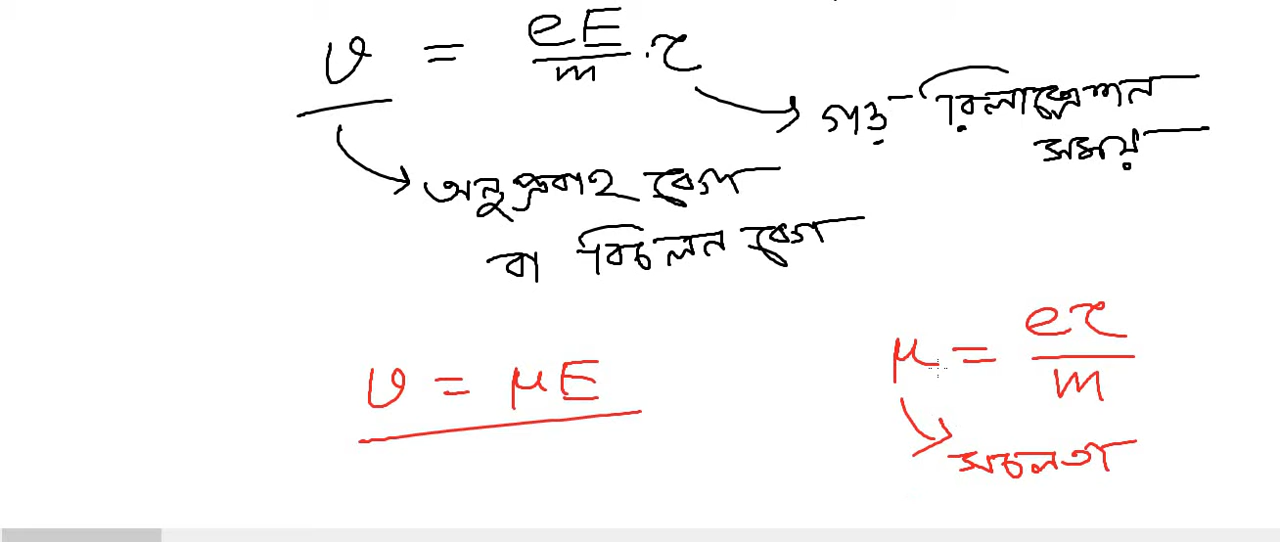 v = eE/m . τ
গড় রিলাক্সেশন
সময়
অনুপ্রবাহ বেগ
বা বিচলন বেগ
v = μE
μ = eτ/m
সচলতা